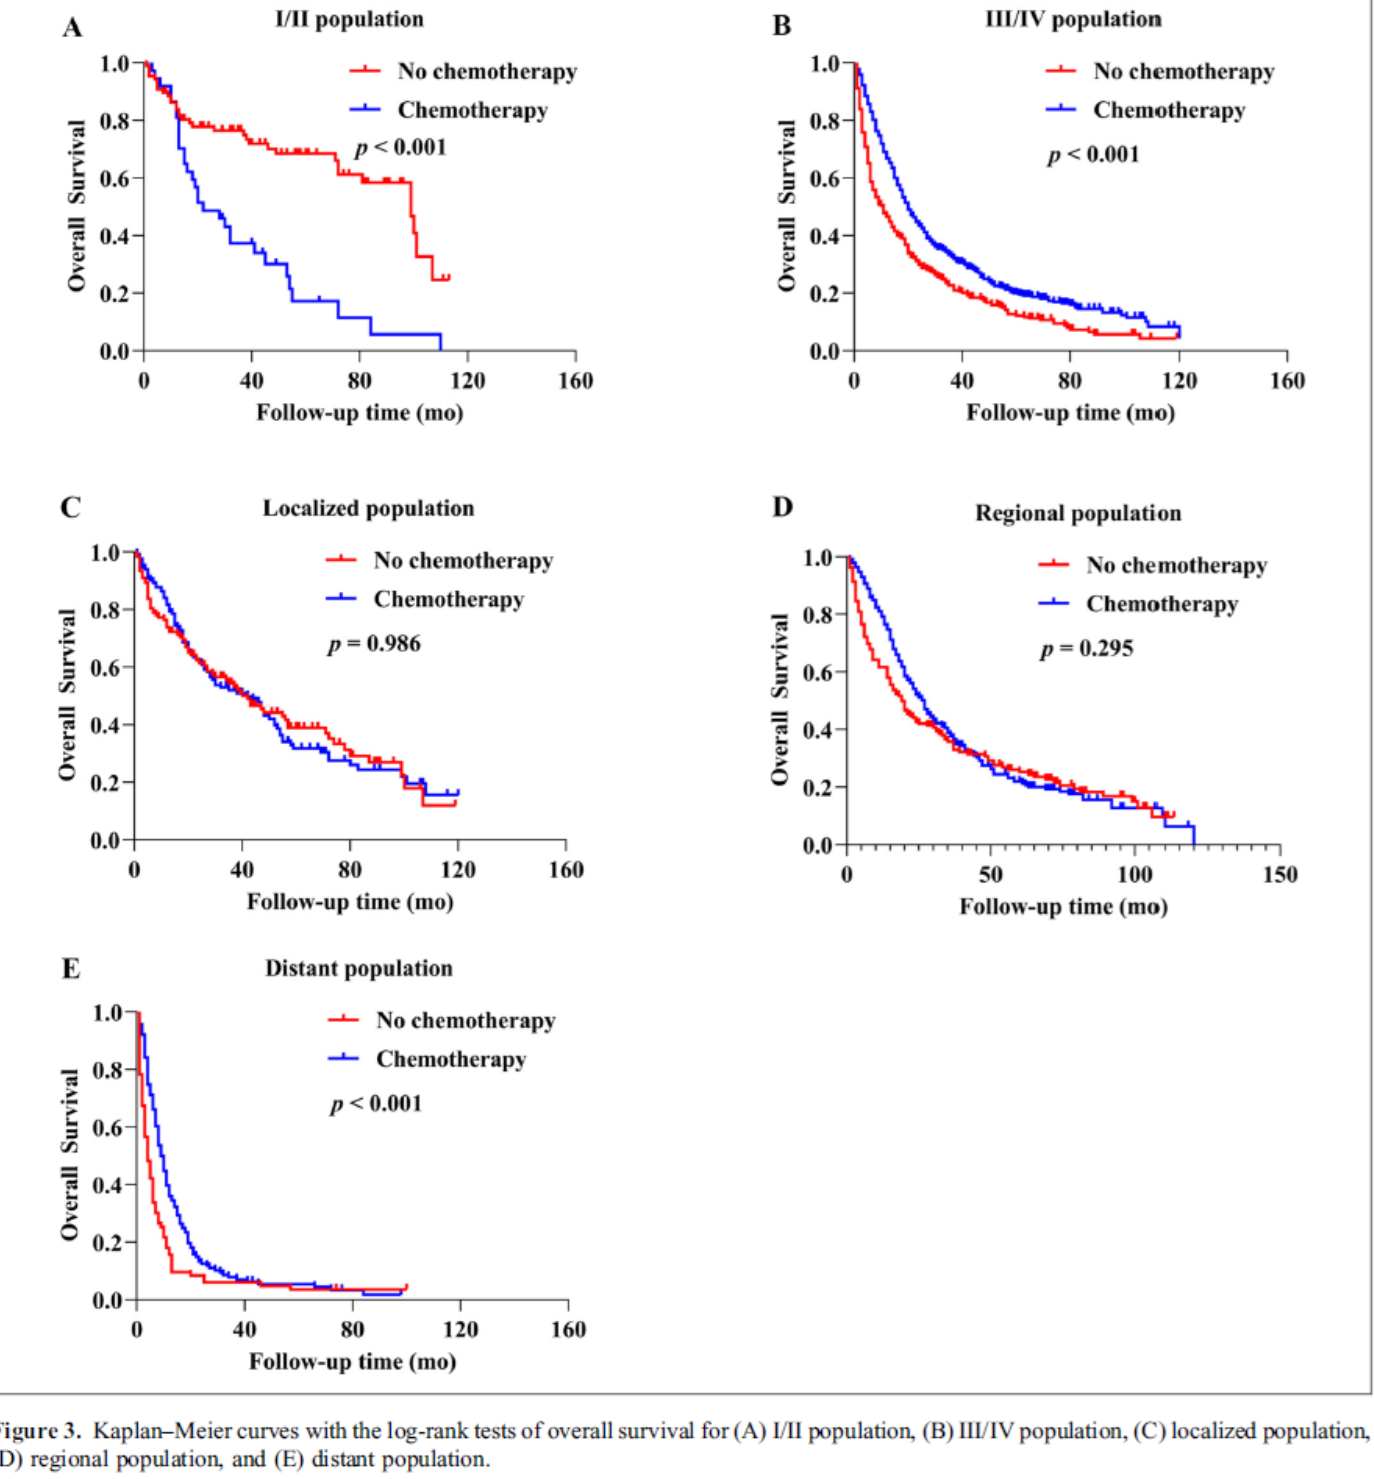 A
I/II population
1.0
0.8
0.6
0.4
0.2
0.0
Overall Survival
No chemotherapy
Chemotherapy
p < 0.001
0 40 80 120 160
Follow-up time (mo)
B
III/IV population
1.0
0.8
0.6
0.4
0.2
0.0
Overall Survival
No chemotherapy
Chemotherapy
p < 0.001
0 40 80 120 160
Follow-up time (mo)
C
Localized population
1.0
0.8
0.6
0.4
0.2
0.0
Overall Survival
No chemotherapy
Chemotherapy
p = 0.986
0 40 80 120 160
Follow-up time (mo)
D
Regional population
1.0
0.8
0.6
0.4
0.2
0.0
Overall Survival
No chemotherapy
Chemotherapy
p = 0.295
0 50 100 150
Follow-up time (mo)
E
Distant population
1.0
0.8
0.6
0.4
0.2
0.0
Overall Survival
No chemotherapy
Chemotherapy
p < 0.001
0 40 80 120 160
Follow-up time (mo)
igure 3. Kaplan–Meier curves with the log-rank tests of overall survival for (A) I/II population, (B) III/IV population, (C) localized population,
D) regional population, and (E) distant population.